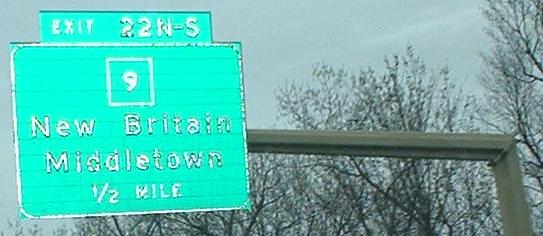 EXIT 22N-S
9
New Britain
Middletown
1/2 MILE